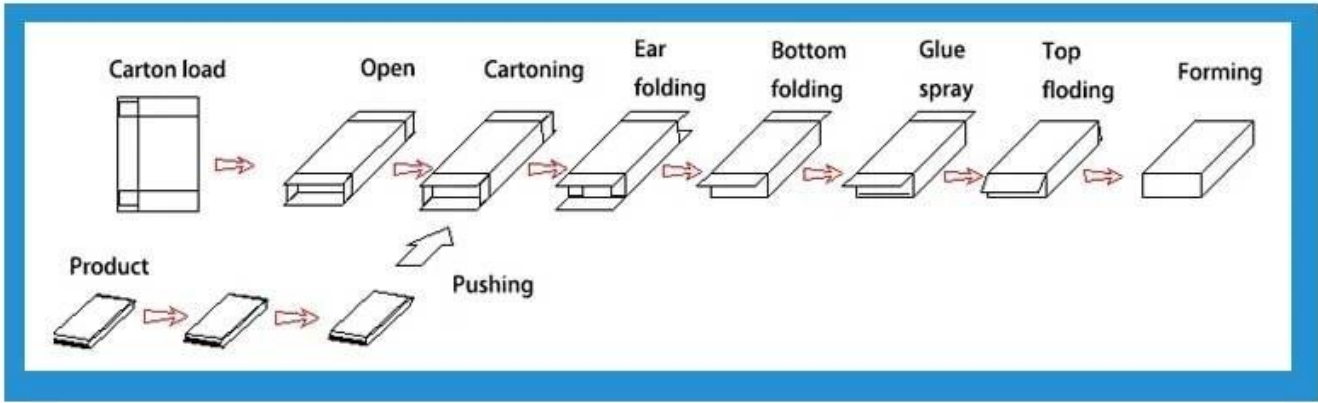 Carton load
Open
Cartoning
Ear
folding
Bottom
folding
Glue
spray
Top
floding
Forming
Product
Pushing